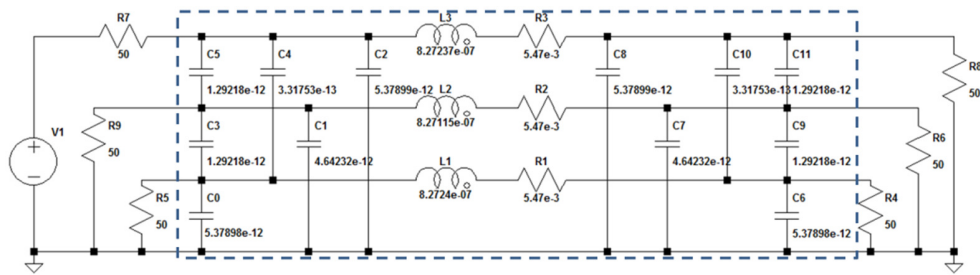 R7
50
L3
8.27237e-07
R3
5.47e-3
C5
1.29218e-12
C4
3.31753e-13
C2
5.37899e-12
C8
5.37899e-12
C10
3.31753e-13
C11
1.29218e-12
R8
50
V1
R9
50
L2
8.27115e-07
R2
5.47e-3
C3
1.29218e-12
C1
4.64232e-12
C7
4.64232e-12
C9
1.29218e-12
R6
50
R5
50
L1
8.2724e-07
R1
5.47e-3
C0
5.37898e-12
C6
5.37898e-12
R4
50